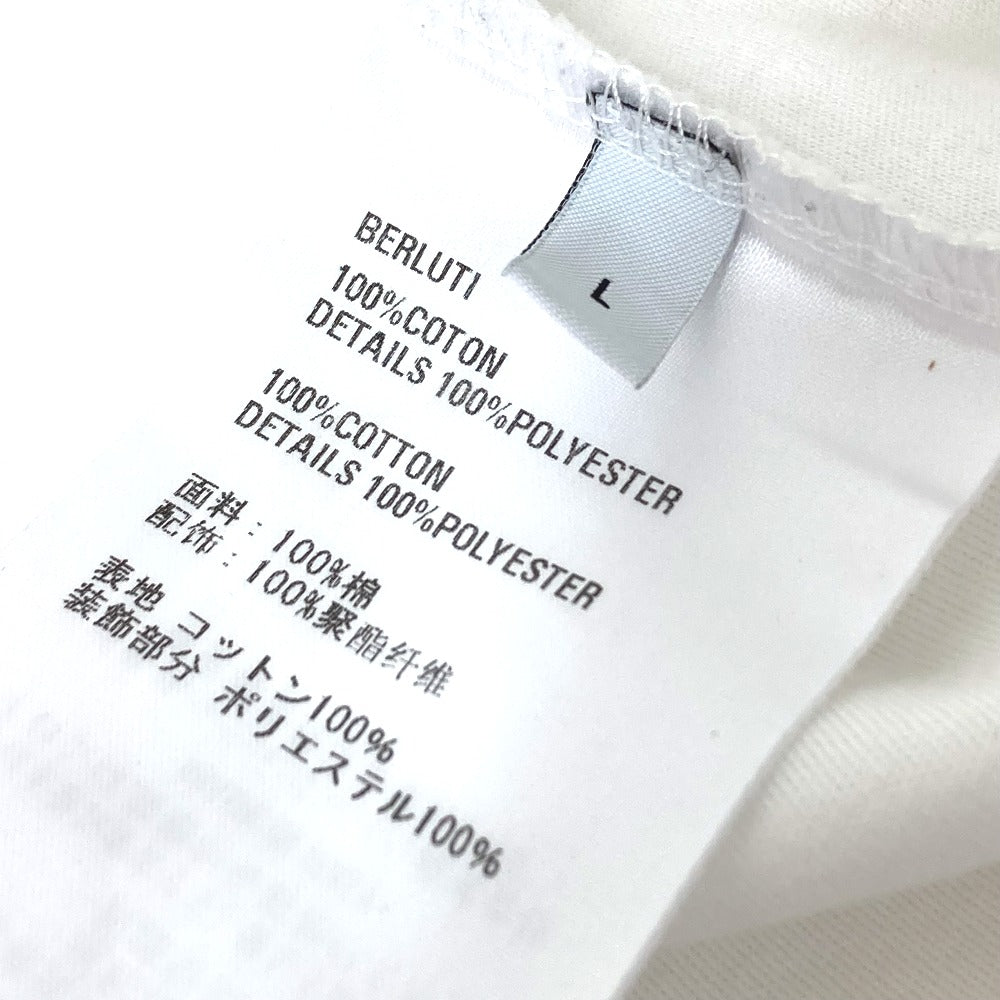 L
BERLUTI
100%COTON
DETAILS 100%POLYESTER
100%COTTON
DETAILS 100%POLYESTER
面料：100%棉
配饰：100%聚酯纤维
表地 コットン100%
装飾部分 ポリエステル100%